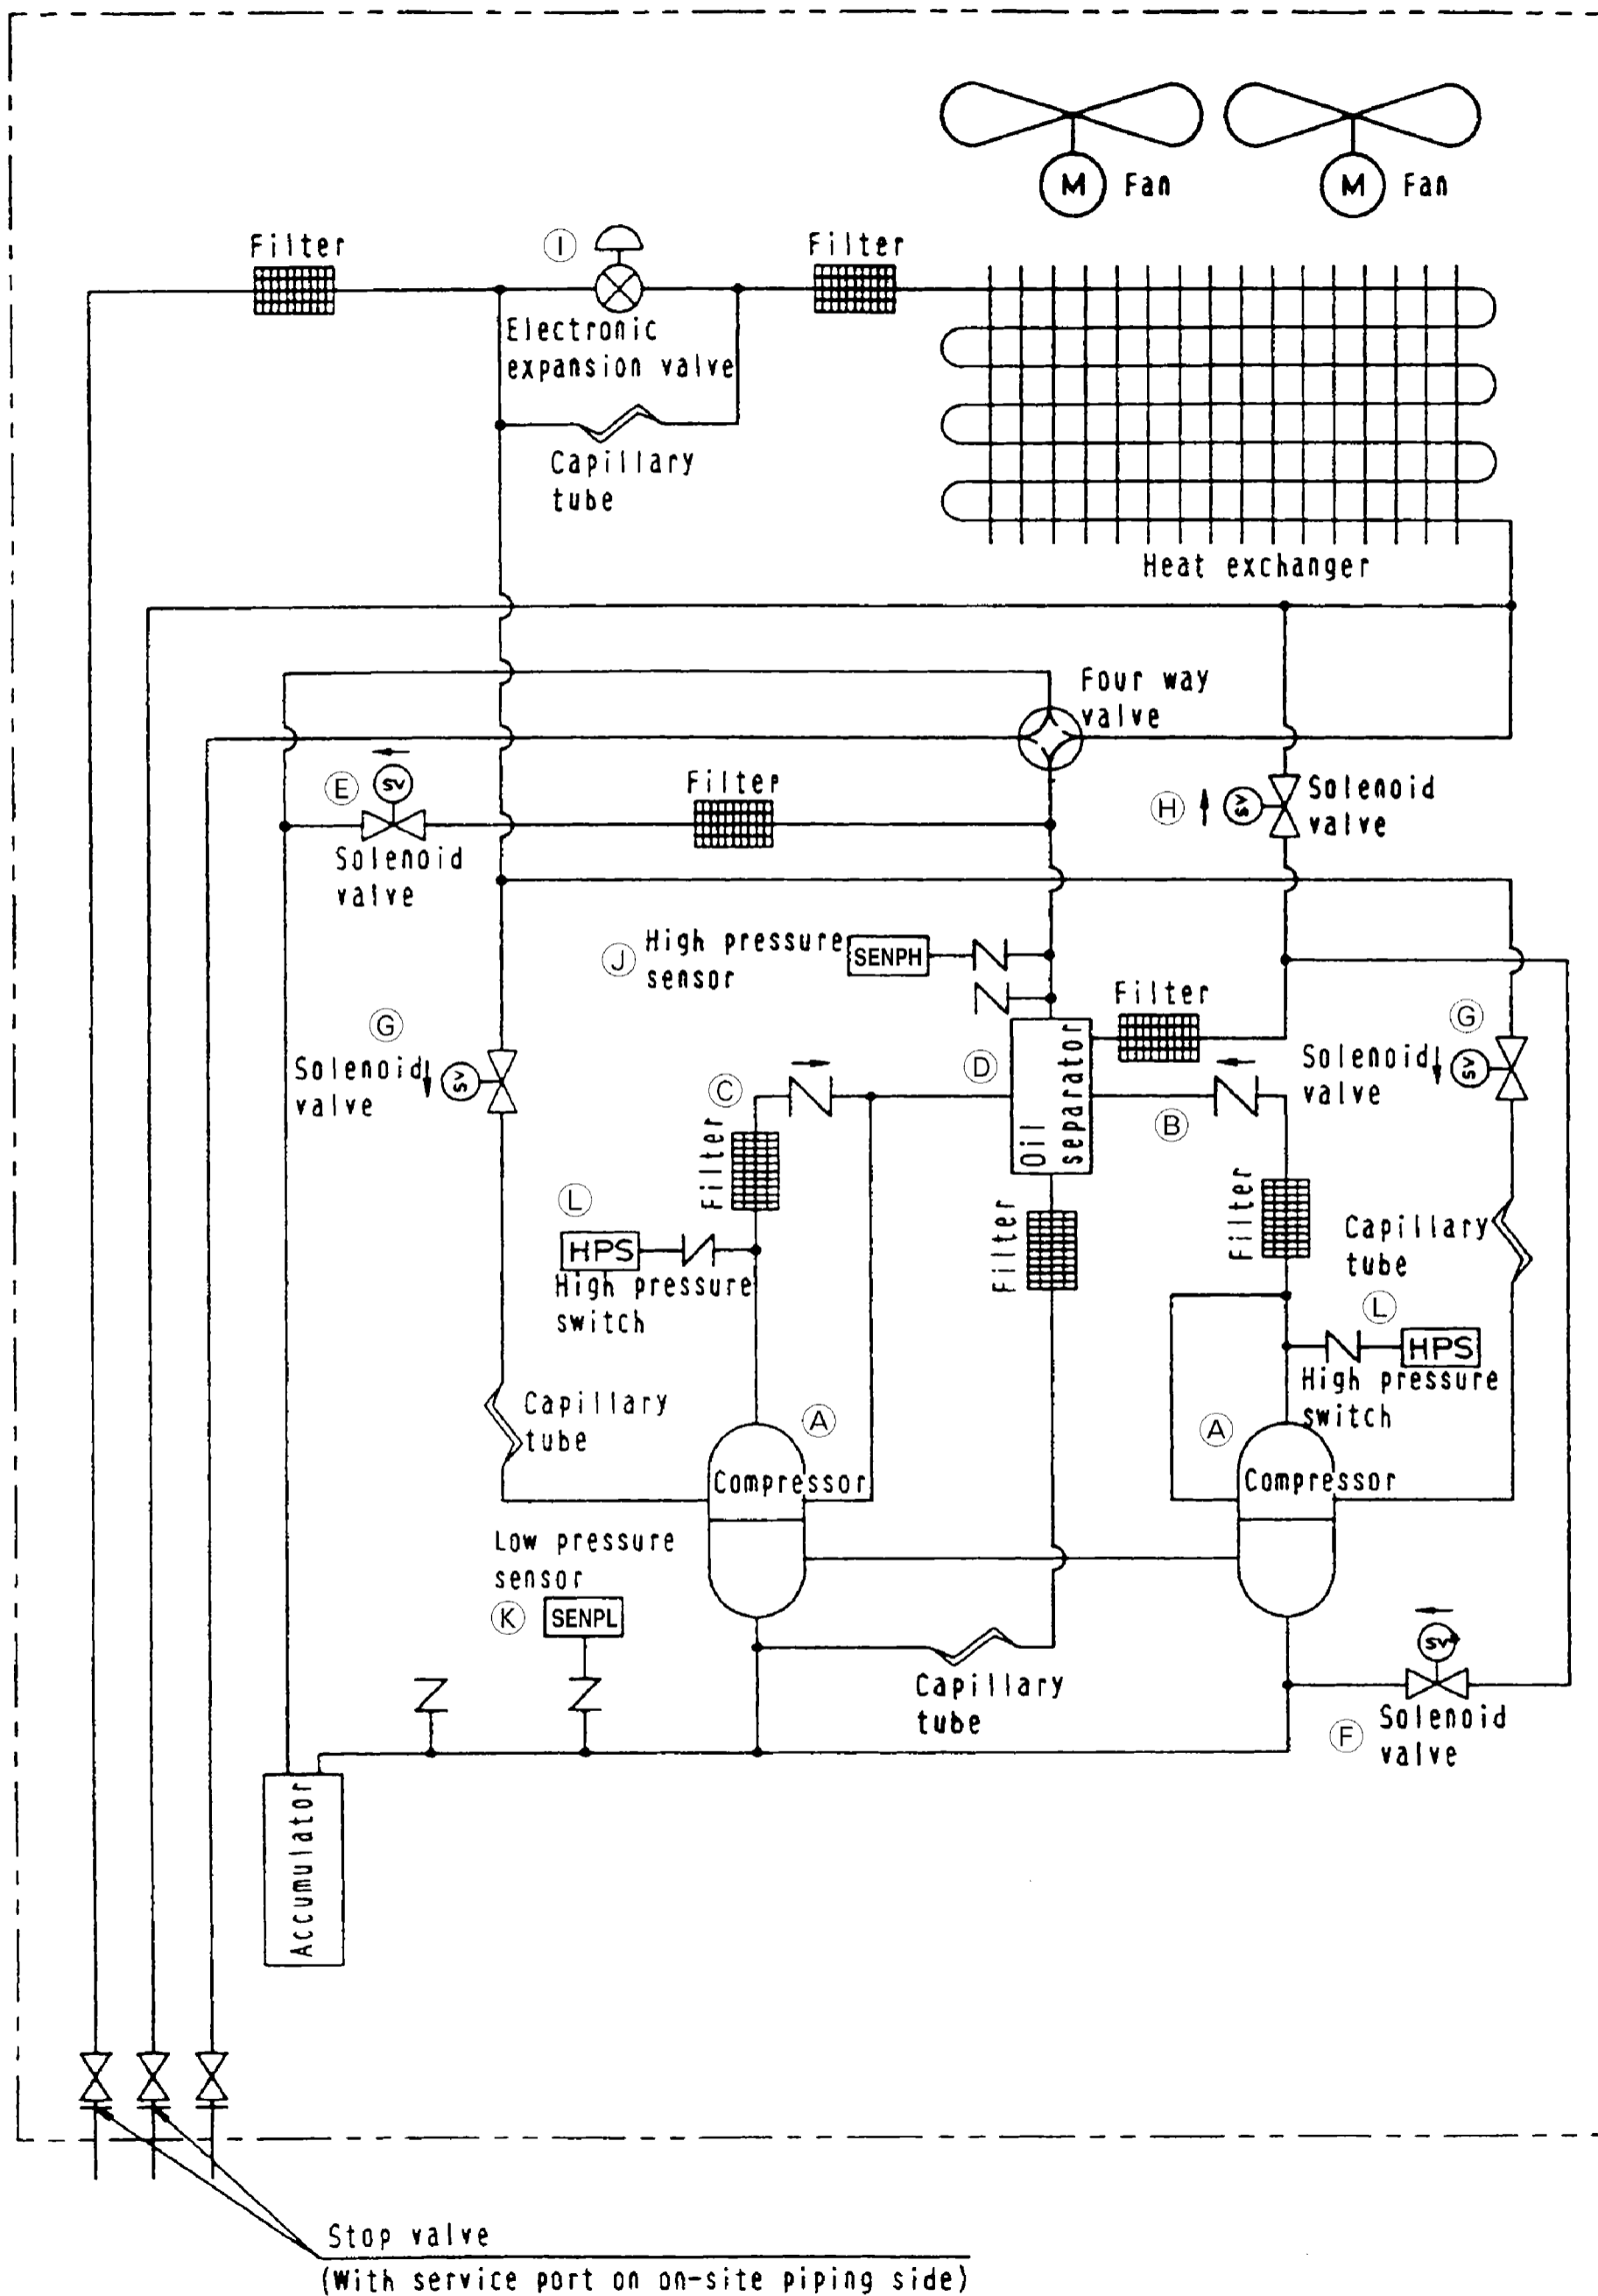 M Fan
M Fan
Filter
I
Filter
Electronic
expansion valve
Capillary
tube
Heat exchanger
Four way
valve
E
SV
Filter
H
SV
Solenoid
valve
Solenoid
valve
J
High pressure
sensor
SENPH
Filter
G
G
Solenoid
valve
SV
C
D
Solenoid
valve
SV
Oil
separator
B
Filter
L
Filter
Filter
Capillary
tube
HPS
High pressure
switch
L
HPS
High pressure
switch
Capillary
tube
A
A
Compressor
Compressor
Low pressure
sensor
K
SENPL
SV
Capillary
tube
Solenoid
valve
F
Accumulator
Stop valve
(With service port on on-site piping side)